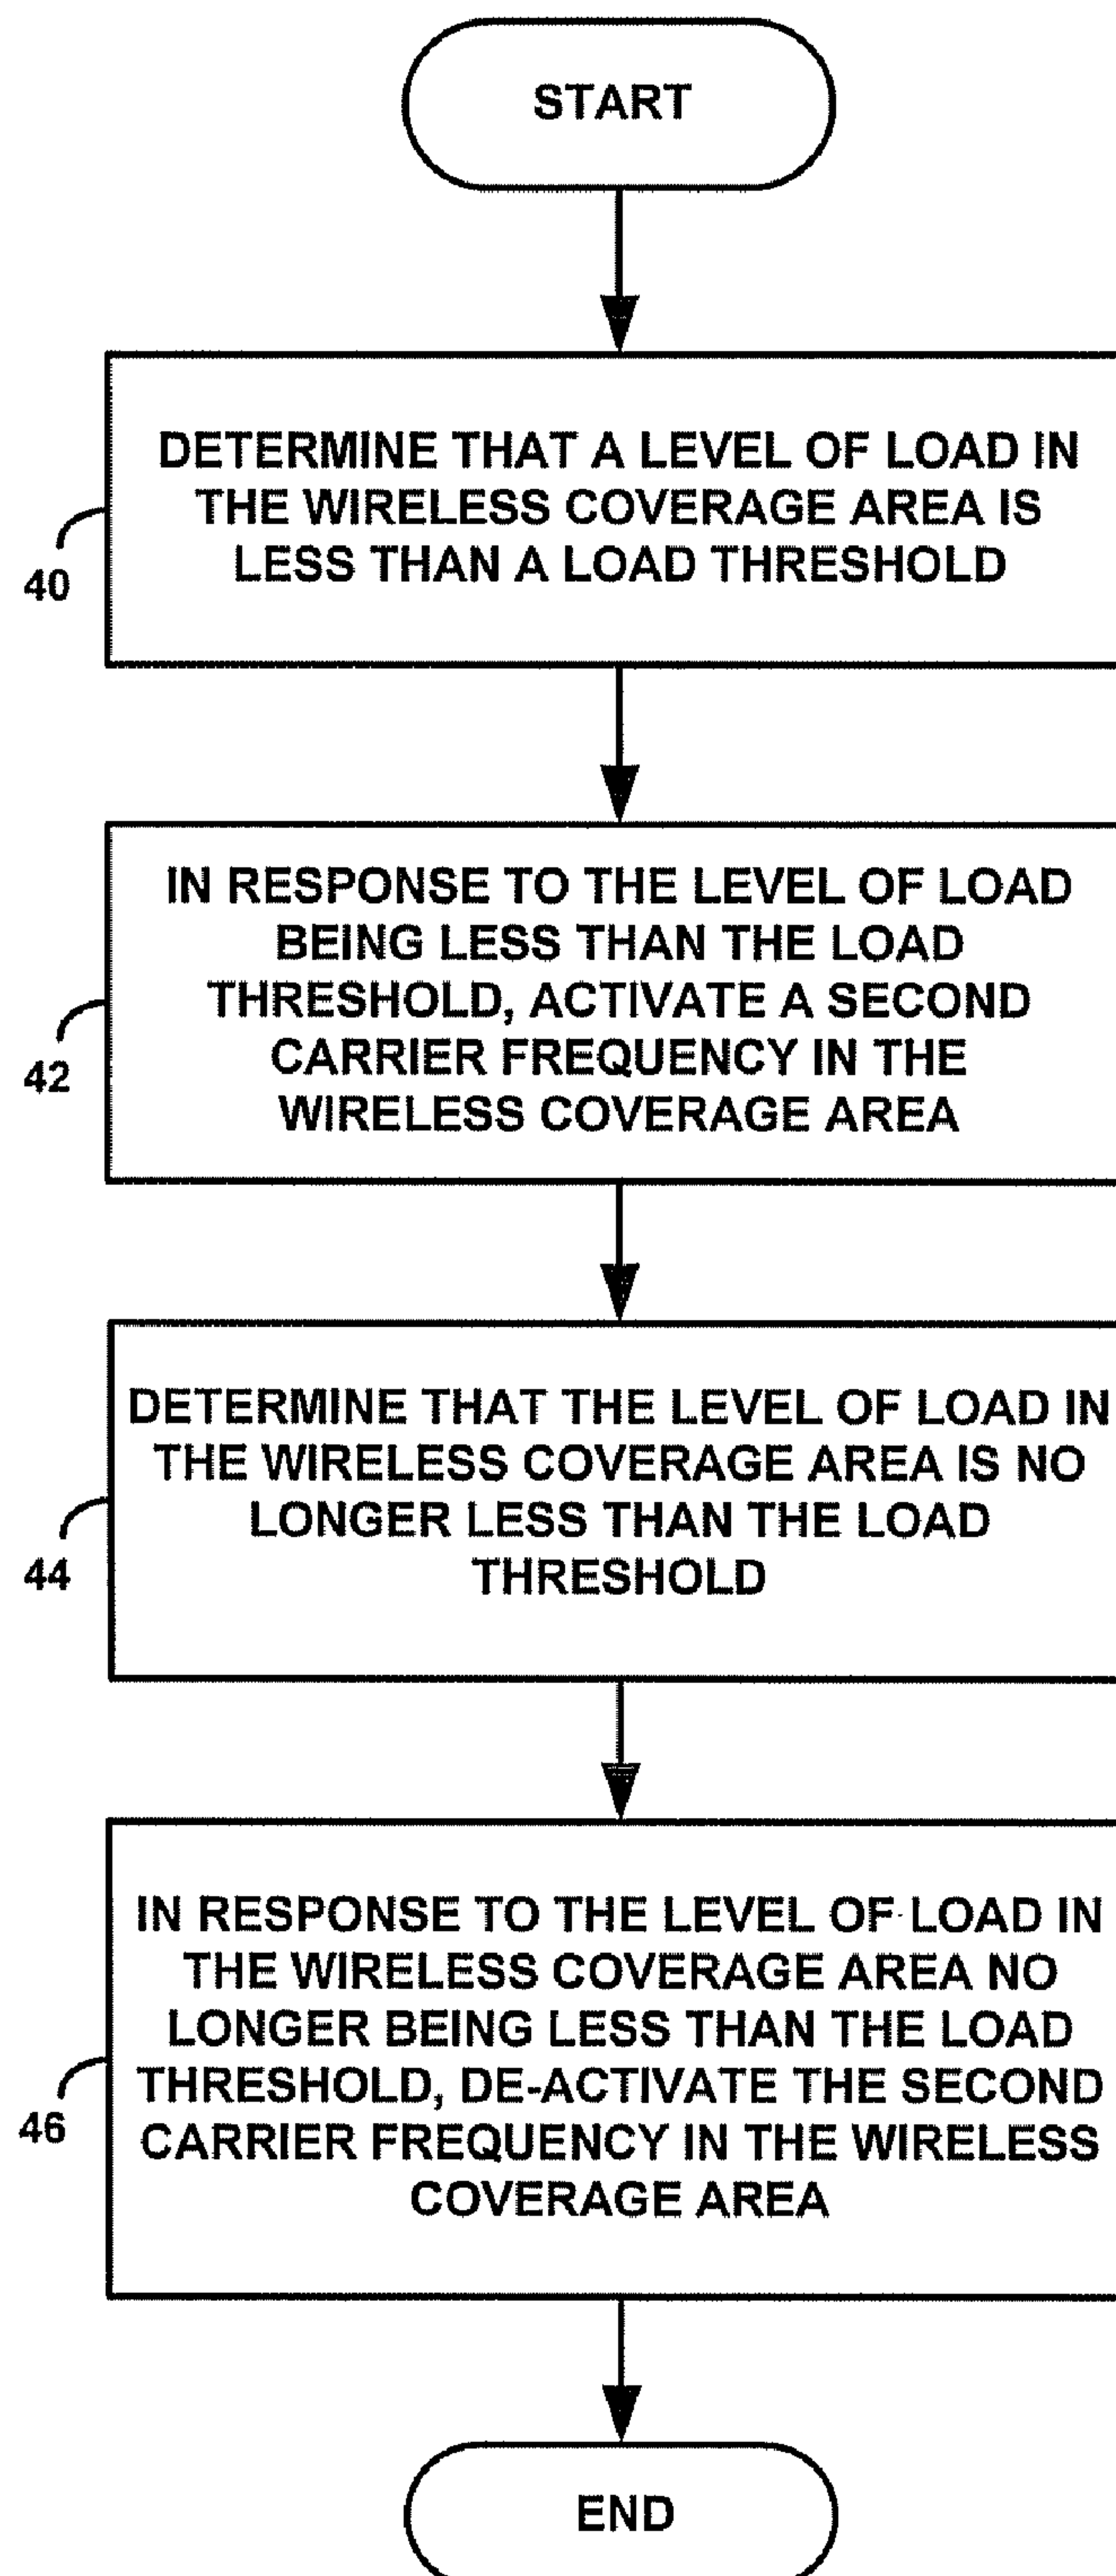 START
DETERMINE THAT A LEVEL OF LOAD IN
THE WIRELESS COVERAGE AREA IS
LESS THAN A LOAD THRESHOLD
40
IN RESPONSE TO THE LEVEL OF LOAD
BEING LESS THAN THE LOAD
THRESHOLD, ACTIVATE A SECOND
CARRIER FREQUENCY IN THE
WIRELESS COVERAGE AREA
42
DETERMINE THAT THE LEVEL OF LOAD IN
THE WIRELESS COVERAGE AREA IS NO
LONGER LESS THAN THE LOAD
THRESHOLD
44
IN RESPONSE TO THE LEVEL OF LOAD IN
THE WIRELESS COVERAGE AREA NO
LONGER BEING LESS THAN THE LOAD
THRESHOLD, DE-ACTIVATE THE SECOND
CARRIER FREQUENCY IN THE WIRELESS
COVERAGE AREA
46
END